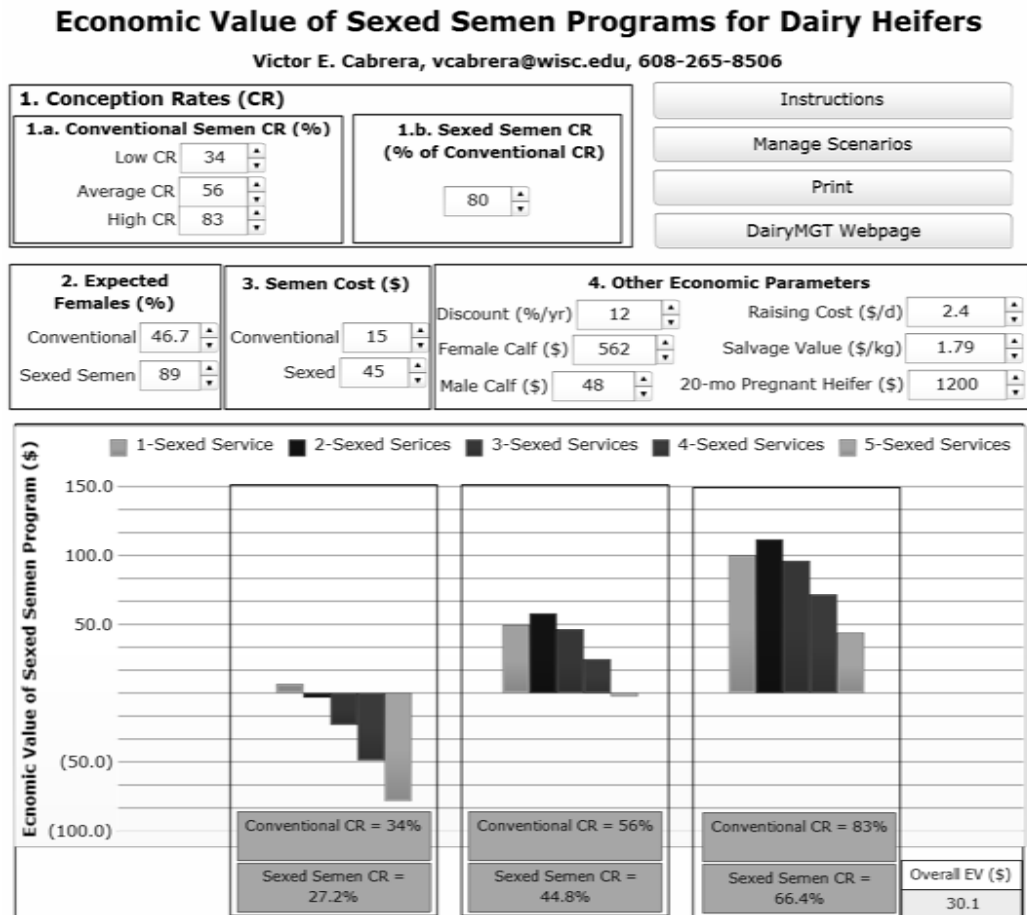 Economic Value of Sexed Semen Programs for Dairy Heifers
Victor E. Cabrera, vcabrera@wisc.edu, 608-265-8506
1. Conception Rates (CR)
1.a. Conventional Semen CR (%)
Low CR 34
Average CR 56
High CR 83
1.b. Sexed Semen CR
(% of Conventional CR)
80
Instructions
Manage Scenarios
Print
DairyMGT Webpage
2. Expected
Females (%)
Conventional 46.7
Sexed Semen 89
3. Semen Cost ($)
Conventional 15
Sexed 45
4. Other Economic Parameters
Discount (%/yr) 12
Female Calf ($) 562
Male Calf ($) 48
Raising Cost ($/d) 2.4
Salvage Value ($/kg) 1.79
20-mo Pregnant Heifer ($) 1200
Ecnomic Value of Sexed Semen Program ($)
1-Sexed Service 2-Sexed Serices 3-Sexed Services 4-Sexed Services 5-Sexed Services
150.0
100.0
50.0
(50.0)
(100.0)
Conventional CR = 34%
Sexed Semen CR =
27.2%
Conventional CR = 56%
Sexed Semen CR =
44.8%
Conventional CR = 83%
Sexed Semen CR =
66.4%
Overall EV ($)
30.1